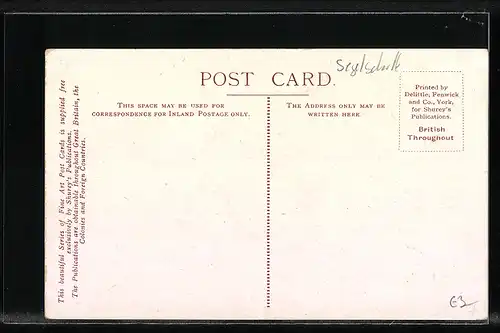 POST CARD.
THIS SPACE MAY BE USED FOR
CORRESPONDENCE FOR INLAND POSTAGE ONLY.
THE ADDRESS ONLY MAY BE
WRITTEN HERE
Printed by
Delittle, Fenwick
and Co., York,
for Shurey's
Publications.
British
Throughout
This beautiful Series of Fine Art Post Cards is supplied free
exclusively by Shurey's Publications;
The Publications are obtainable throughout Great Britain, the
Colonies and Foreign Countries.